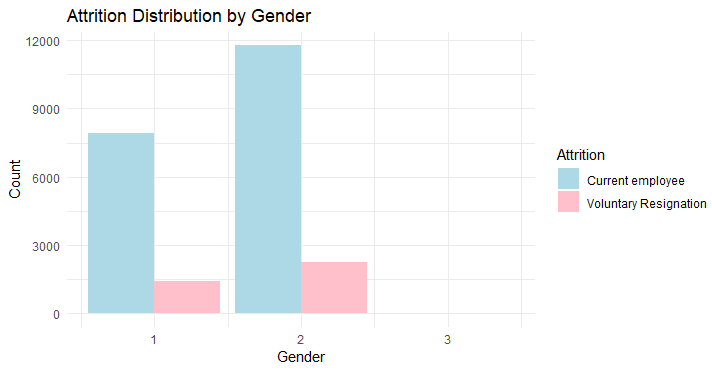 Attrition Distribution by Gender
12000
9000
6000
3000
0
Count
1 2 3
Gender
Attrition
Current employee
Voluntary Resignation